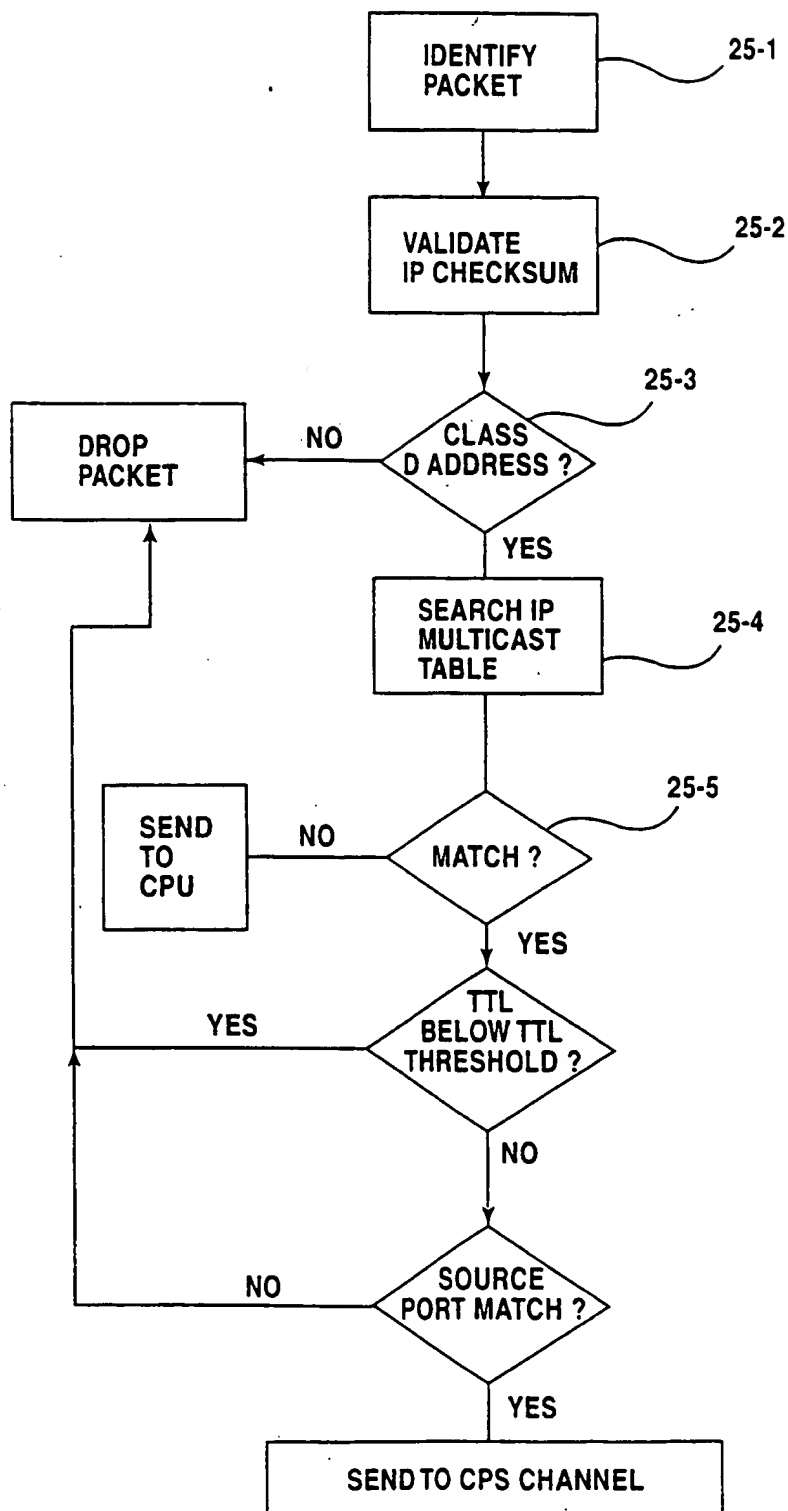 IDENTIFY
PACKET
25-1
VALIDATE
IP CHECKSUM
25-2
25-3
CLASS
D ADDRESS ?
NO
DROP
PACKET
YES
SEARCH IP
MULTICAST
TABLE
25-4
25-5
SEND
TO
CPU
NO
MATCH ?
YES
TTL
BELOW TTL
THRESHOLD ?
YES
NO
SOURCE
PORT MATCH ?
NO
YES
SEND TO CPS CHANNEL